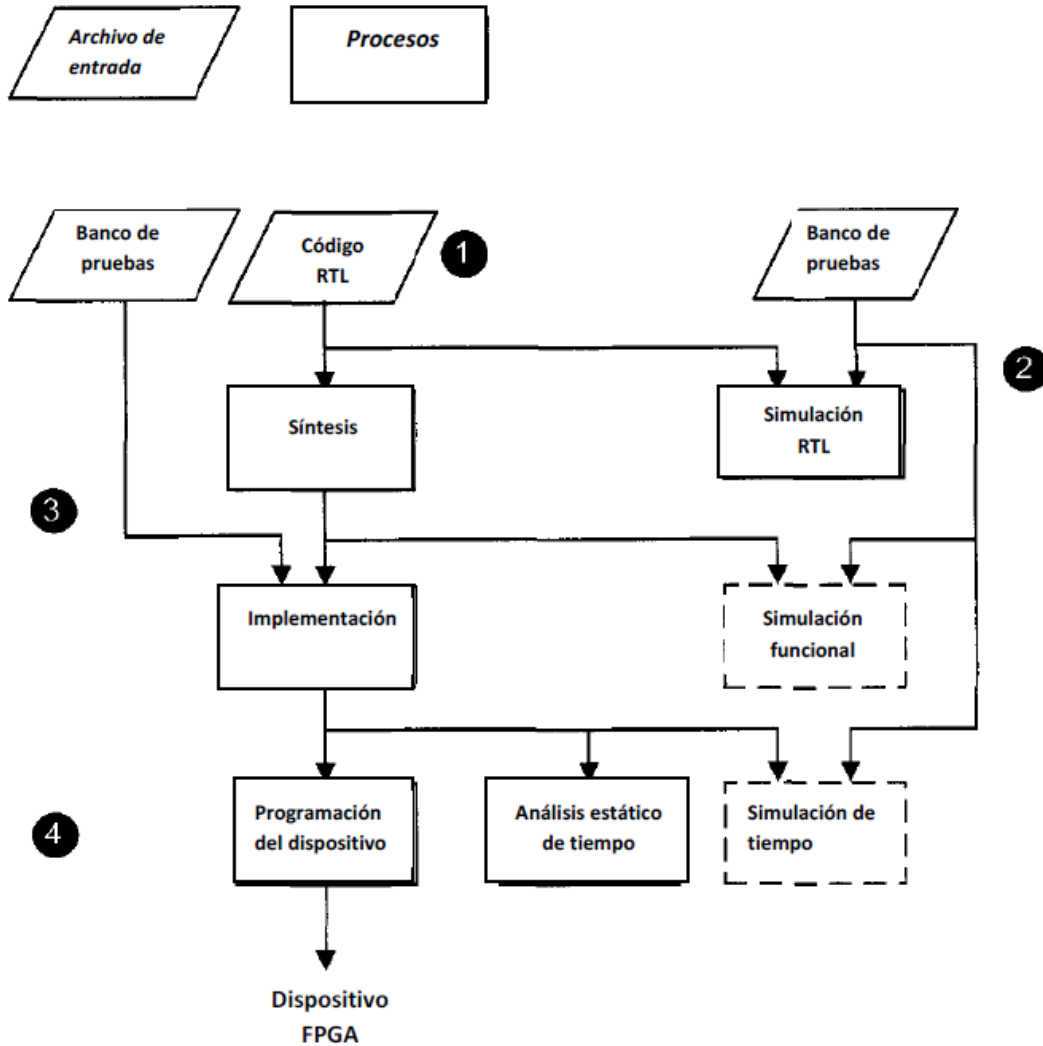 Archivo de
entrada
Procesos
Banco de
pruebas
Código
RTL
1
Banco de
pruebas
2
Síntesis
Simulación
RTL
3
Implementación
Simulación
funcional
4
Programación
del dispositivo
Análisis estático
de tiempo
Simulación de
tiempo
Dispositivo
FPGA